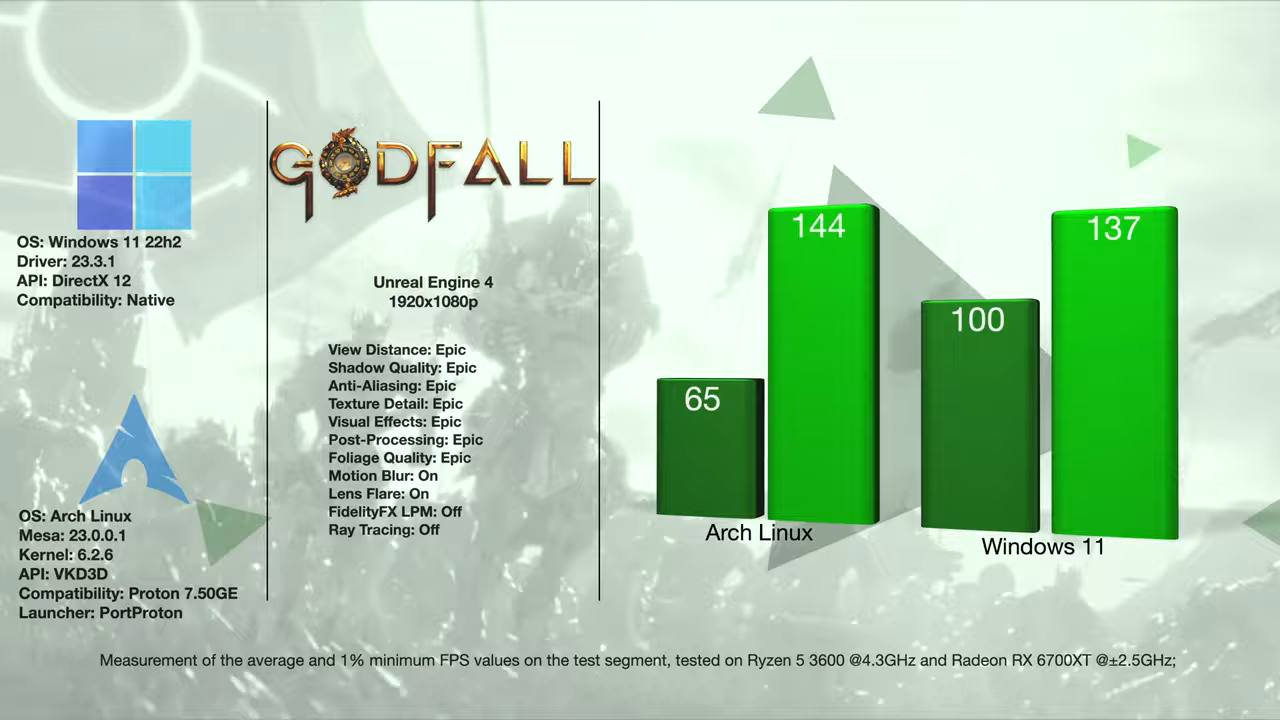 OS: Windows 11 22h2
Driver: 23.3.1
API: DirectX 12
Compatibility: Native
OS: Arch Linux
Mesa: 23.0.0.1
Kernel: 6.2.6
API: VKD3D
Compatibility: Proton 7.50GE
Launcher: PortProton
GODFALL
Unreal Engine 4
1920x1080p
View Distance: Epic
Shadow Quality: Epic
Anti-Aliasing: Epic
Texture Detail: Epic
Visual Effects: Epic
Post-Processing: Epic
Foliage Quality: Epic
Motion Blur: On
Lens Flare: On
FidelityFX LPM: Off
Ray Tracing: Off
65
144
Arch Linux
100
137
Windows 11
Measurement of the average and 1% minimum FPS values on the test segment, tested on Ryzen 5 3600 @4.3GHz and Radeon RX 6700XT @±2.5GHz;